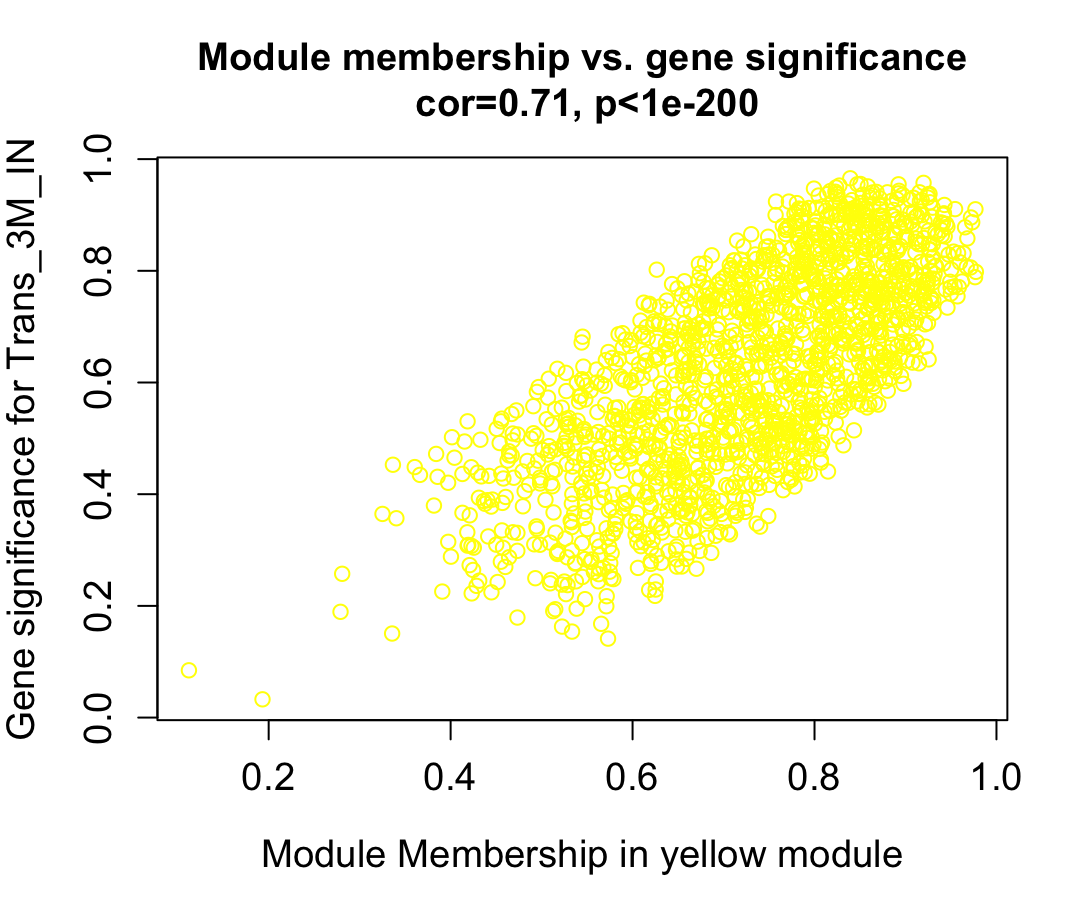 Module membership vs. gene significance
cor=0.71, p<1e-200
Gene significance for Trans_3M_IN
1.0
0.8
0.6
0.4
0.2
0.0
0.2 0.4 0.6 0.8 1.0
Module Membership in yellow module